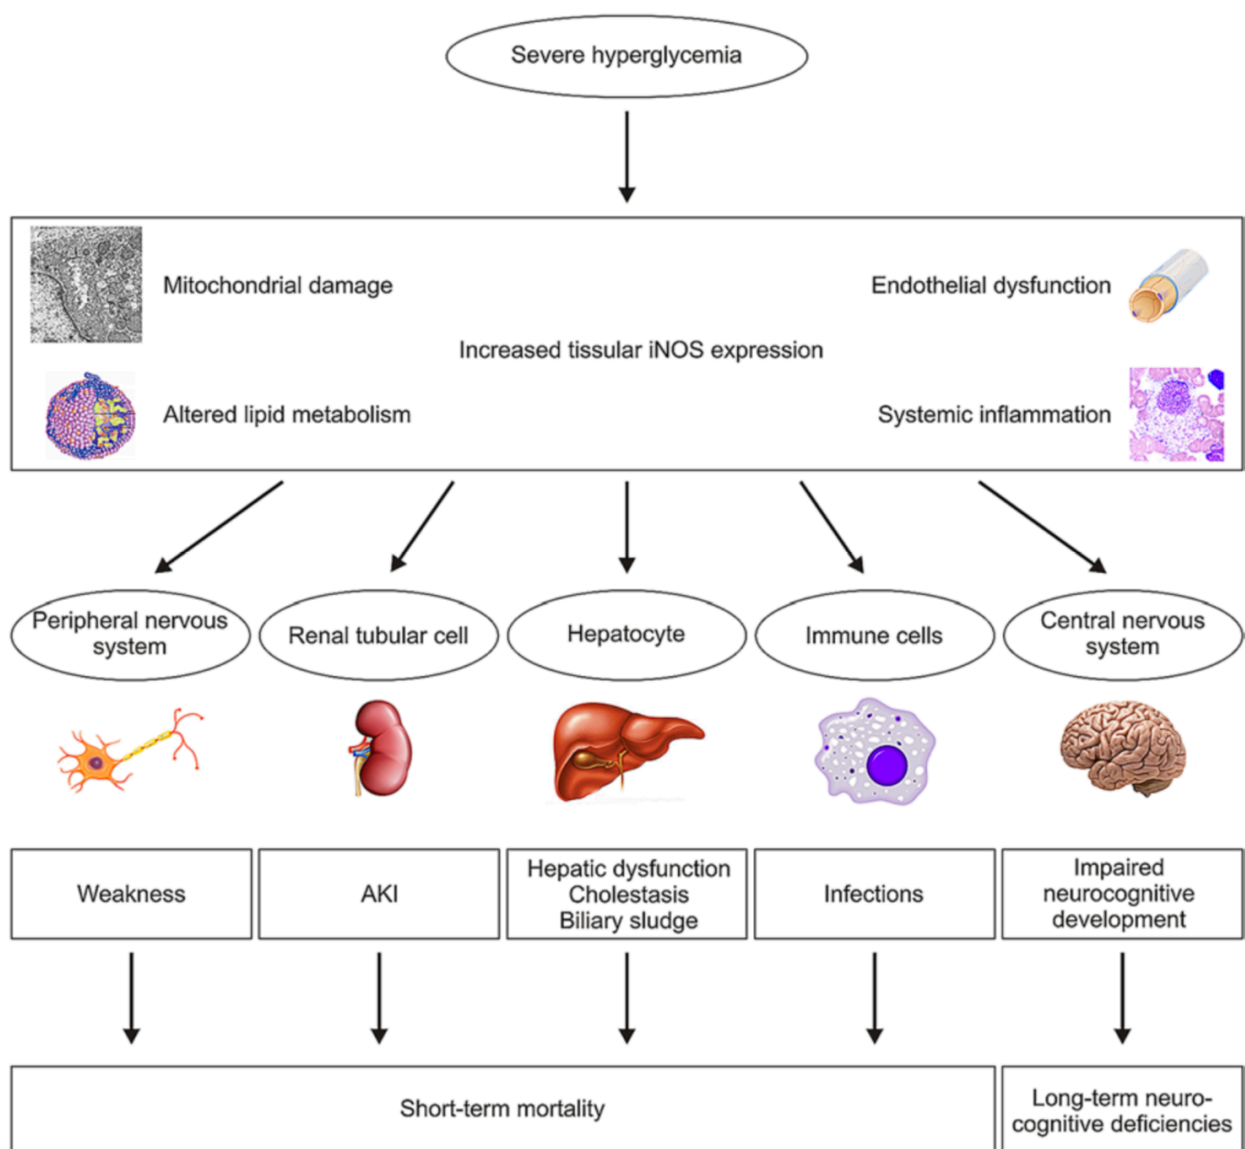 Severe hyperglycemia
Mitochondrial damage
Endothelial dysfunction
Increased tissular iNOS expression
Altered lipid metabolism
Systemic inflammation
Peripheral nervous
system
Renal tubular cell
Hepatocyte
Immune cells
Central nervous
system
Weakness
AKI
Hepatic dysfunction
Cholestasis
Biliary sludge
Infections
Impaired
neurocognitive
development
Short-term mortality
Long-term neuro-
cognitive deficiencies